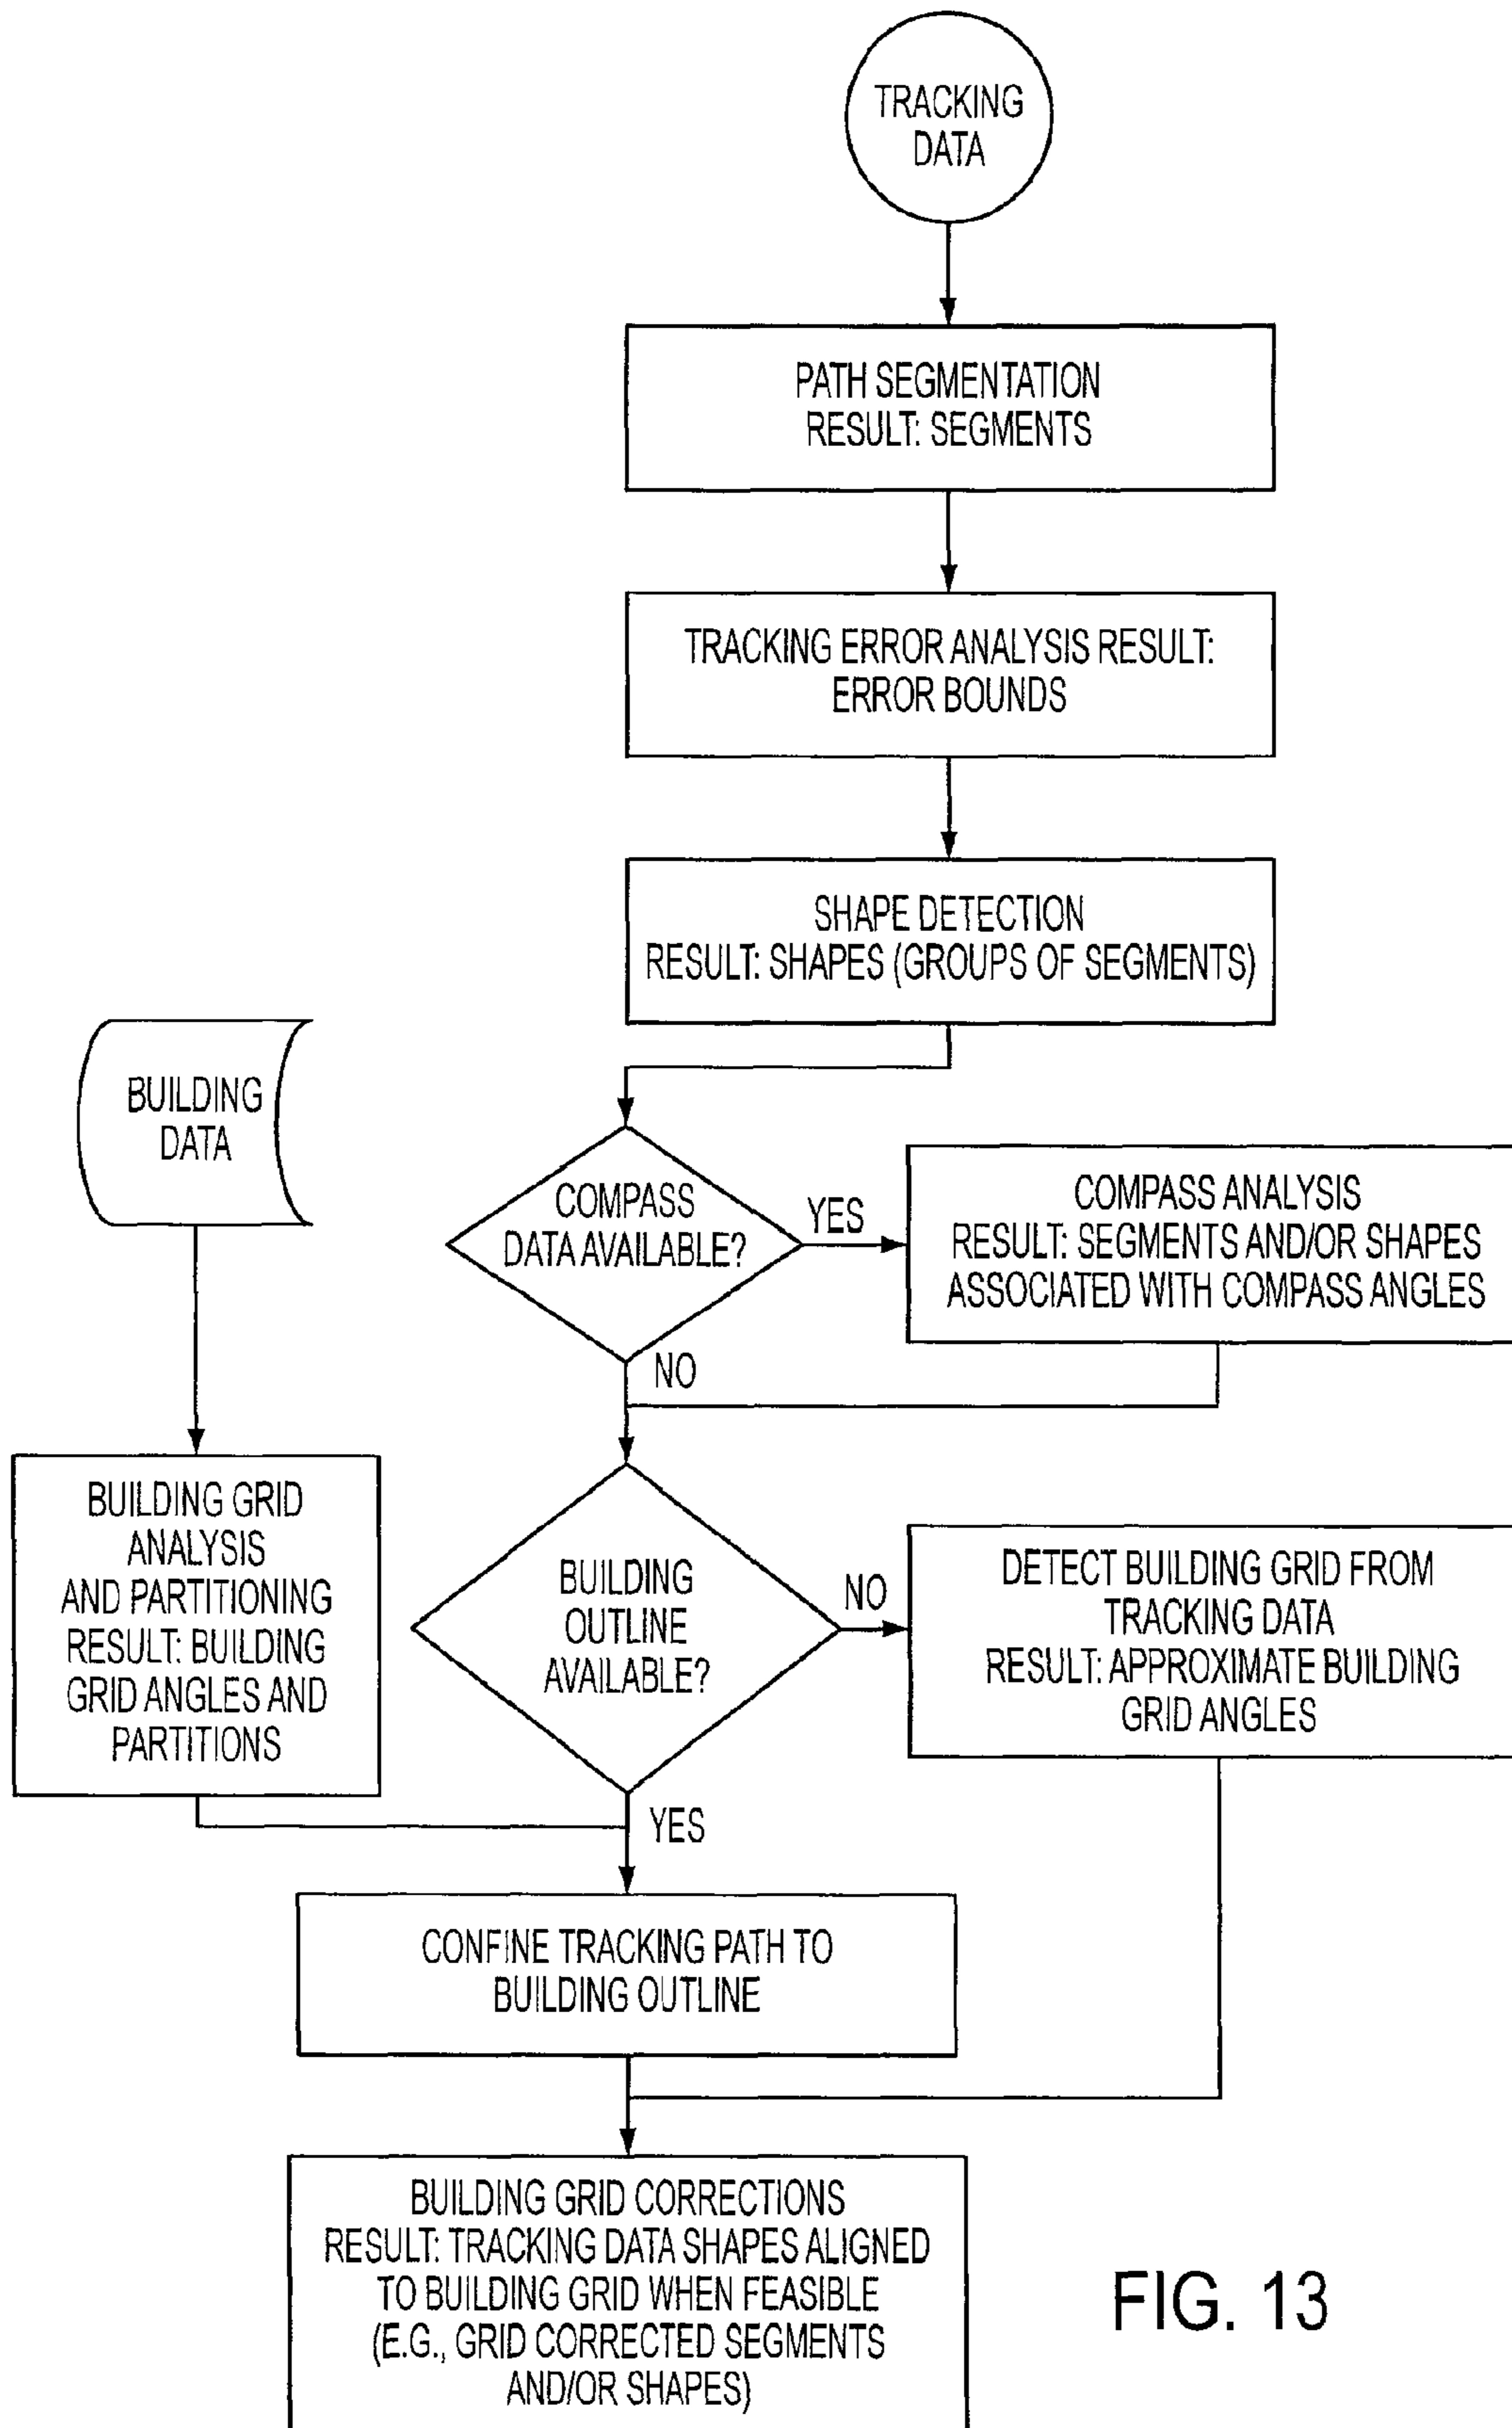 TRACKING
DATA
PATH SEGMENTATION
RESULT: SEGMENTS
TRACKING ERROR ANALYSIS RESULT:
ERROR BOUNDS
SHAPE DETECTION
RESULT: SHAPES (GROUPS OF SEGMENTS)
BUILDING
DATA
COMPASS
DATA AVAILABLE?
YES
COMPASS ANALYSIS
RESULT: SEGMENTS AND/OR SHAPES
ASSOCIATED WITH COMPASS ANGLES
NO
BUILDING GRID
ANALYSIS
AND PARTITIONING
RESULT: BUILDING
GRID ANGLES AND
PARTITIONS
BUILDING
OUTLINE
AVAILABLE?
NO
DETECT BUILDING GRID FROM
TRACKING DATA
RESULT: APPROXIMATE BUILDING
GRID ANGLES
YES
CONFINE TRACKING PATH TO
BUILDING OUTLINE
BUILDING GRID CORRECTIONS
RESULT: TRACKING DATA SHAPES ALIGNED
TO BUILDING GRID WHEN FEASIBLE
(E.G., GRID CORRECTED SEGMENTS
AND/OR SHAPES)
FIG. 13